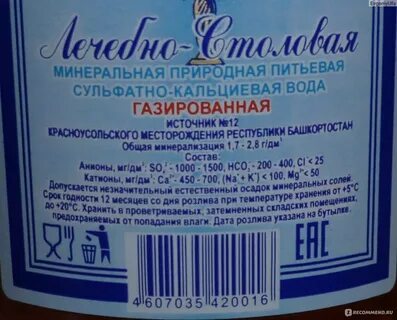 EvgeniyLife
Лечебно-Столовая
МИНЕРАЛЬНАЯ ПРИРОДНАЯ ПИТЬЕВАЯ
СУЛЬФАТНО-КАЛЬЦИЕВАЯ ВОДА
ГАЗИРОВАННАЯ
ИСТОЧНИК №12
КРАСНОУСОЛЬСКОГО МЕСТОРОЖДЕНИЯ РЕСПУБЛИКИ БАШКОРТОСТАН
Общая минерализация 1,7 - 2,8 г/дм³
Состав:
Анионы, мг/дм³: SO₄²⁻ - 1000 - 1500, HCO₃⁻ - 200 - 400, Cl⁻ < 25
Катионы, мг/дм³: Ca²⁺ - 450 - 700, (Na⁺ + K⁺) < 100, Mg²⁺ < 50
Допускается незначительный естественный осадок минеральных солей.
Срок годности 12 месяцев со дня розлива при температуре хранения от +5°С
до +20°С. Хранить в проветриваемых, затемненных складских помещениях,
предохраняемых от попадания влаги. Дата розлива указана на бутылке.
ЕАС
4 607035 420016
IRECOMMEND.RU